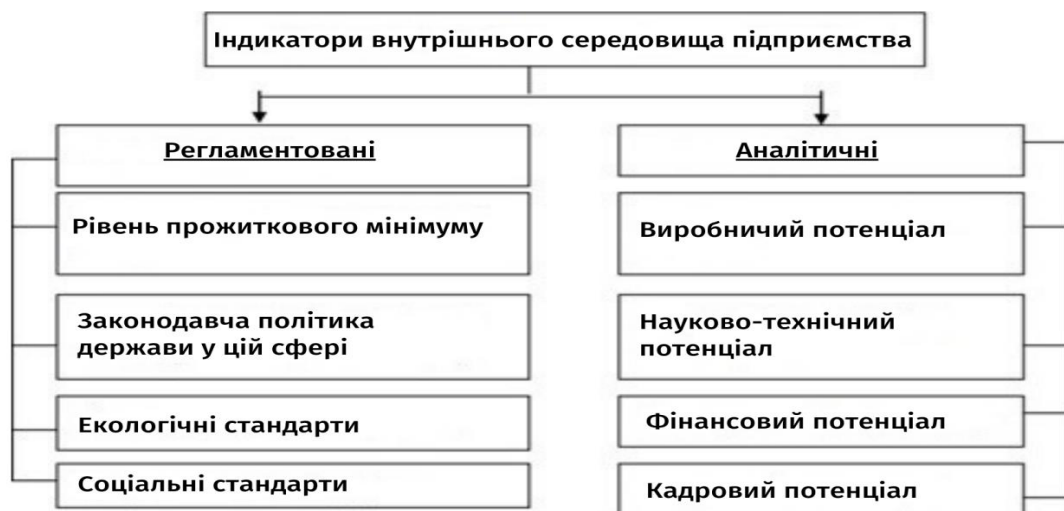 Індикатори внутрішнього середовища підприємства
Регламентовані
Рівень прожиткового мінімуму
Законодавча політика
держави у цій сфері
Екологічні стандарти
Соціальні стандарти
Аналітичні
Виробничий потенціал
Науково-технічний
потенціал
Фінансовий потенціал
Кадровий потенціал